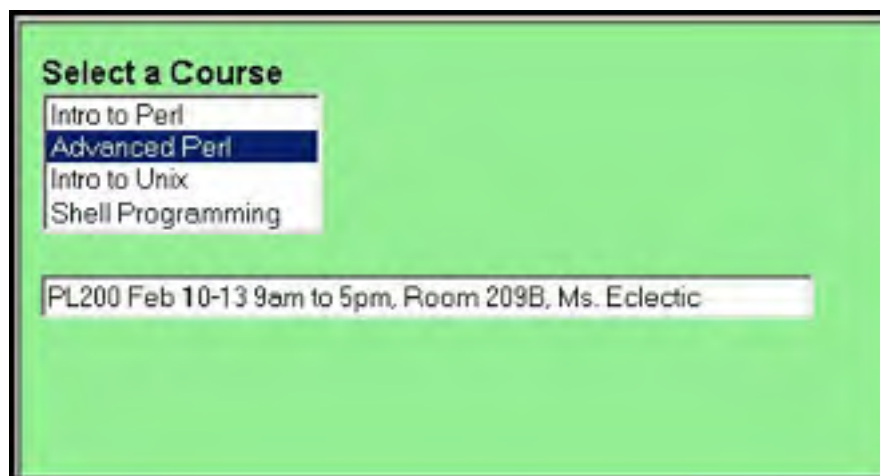 Select a Course
Intro to Perl
Advanced Perl
Intro to Unix
Shell Programming
PL200 Feb 10-13 9am to 5pm, Room 209B, Ms. Eclectic